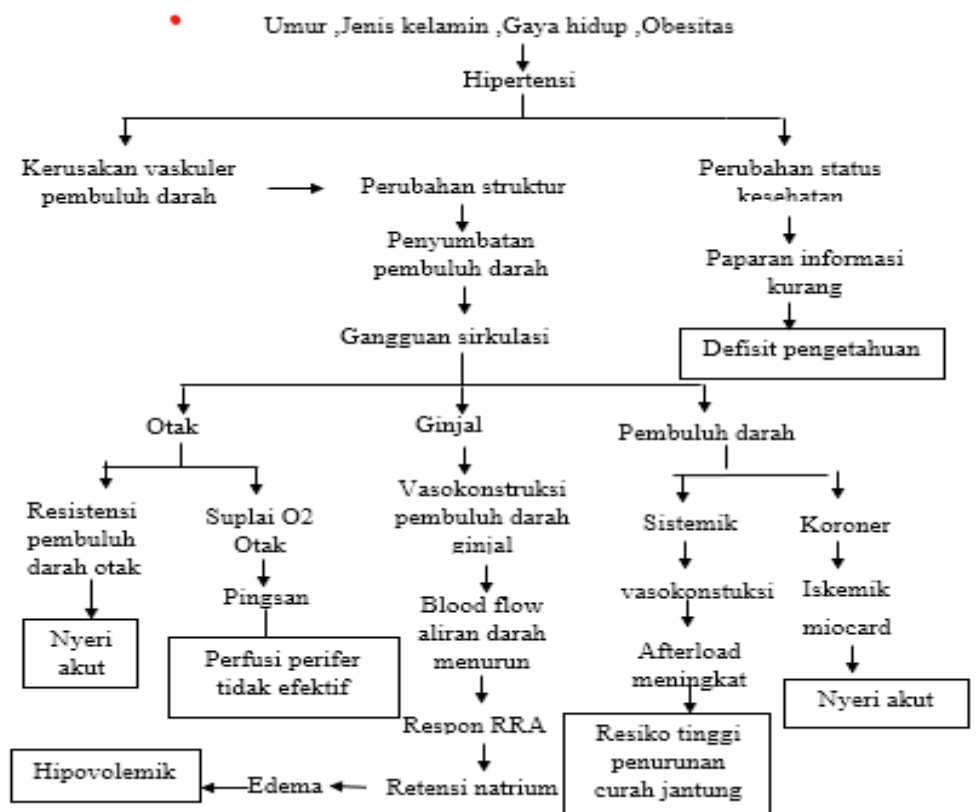 Umur ,Jenis kelamin ,Gaya hidup ,Obesitas
Hipertensi
Kerusakan vaskuler
pembuluh darah
Perubahan struktur
Perubahan status
kesehatan
Penyumbatan
pembuluh darah
Paparan informasi
kurang
Gangguan sirkulasi
Defisit pengetahuan
Otak
Ginjal
Pembuluh darah
Resistensi
pembuluh
darah otak
Suplai O2
Otak
Vasokonstruksi
pembuluh darah
ginjal
Sistemik
Koroner
Nyeri
akut
Pingsan
Perfusi perifer
tidak efektif
Blood flow
aliran darah
menurun
vasokonstuksi
Iskemik
miocard
Afterload
meningkat
Nyeri akut
Respon RRA
Resiko tinggi
penurunan
curah jantung
Hipovolemik
Edema
Retensi natrium